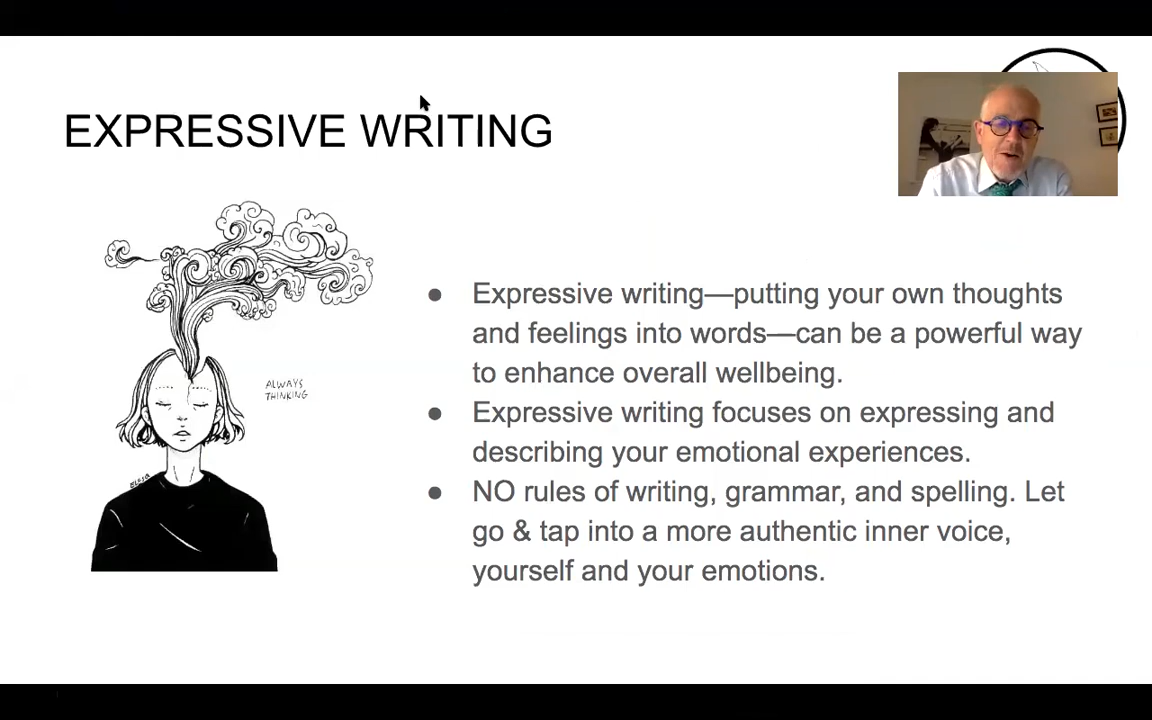 EXPRESSIVE WRITING
ALWAYS
THINKING
● Expressive writing—putting your own thoughts
and feelings into words—can be a powerful way
to enhance overall wellbeing.
● Expressive writing focuses on expressing and
describing your emotional experiences.
● NO rules of writing, grammar, and spelling. Let
go & tap into a more authentic inner voice,
yourself and your emotions.